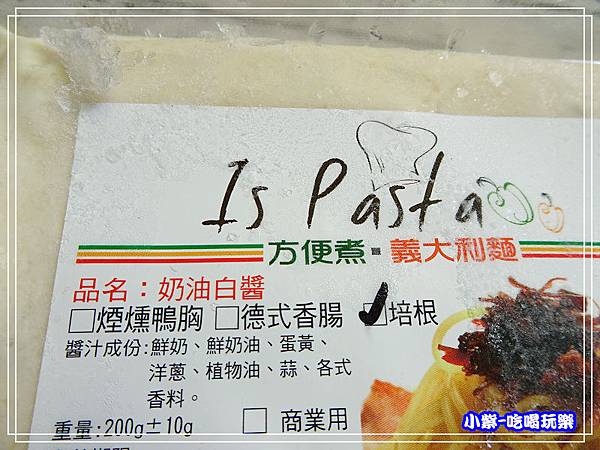 Is Pasta
方便煮-義大利麵
品名：奶油白醬
□煙燻鴨胸 □德式香腸 □培根
醬汁成份:鮮奶、鮮奶油、蛋黃、
洋蔥、植物油、蒜、各式
香料。
重量:200g±10g □ 商業用
小紫-吃喝玩樂